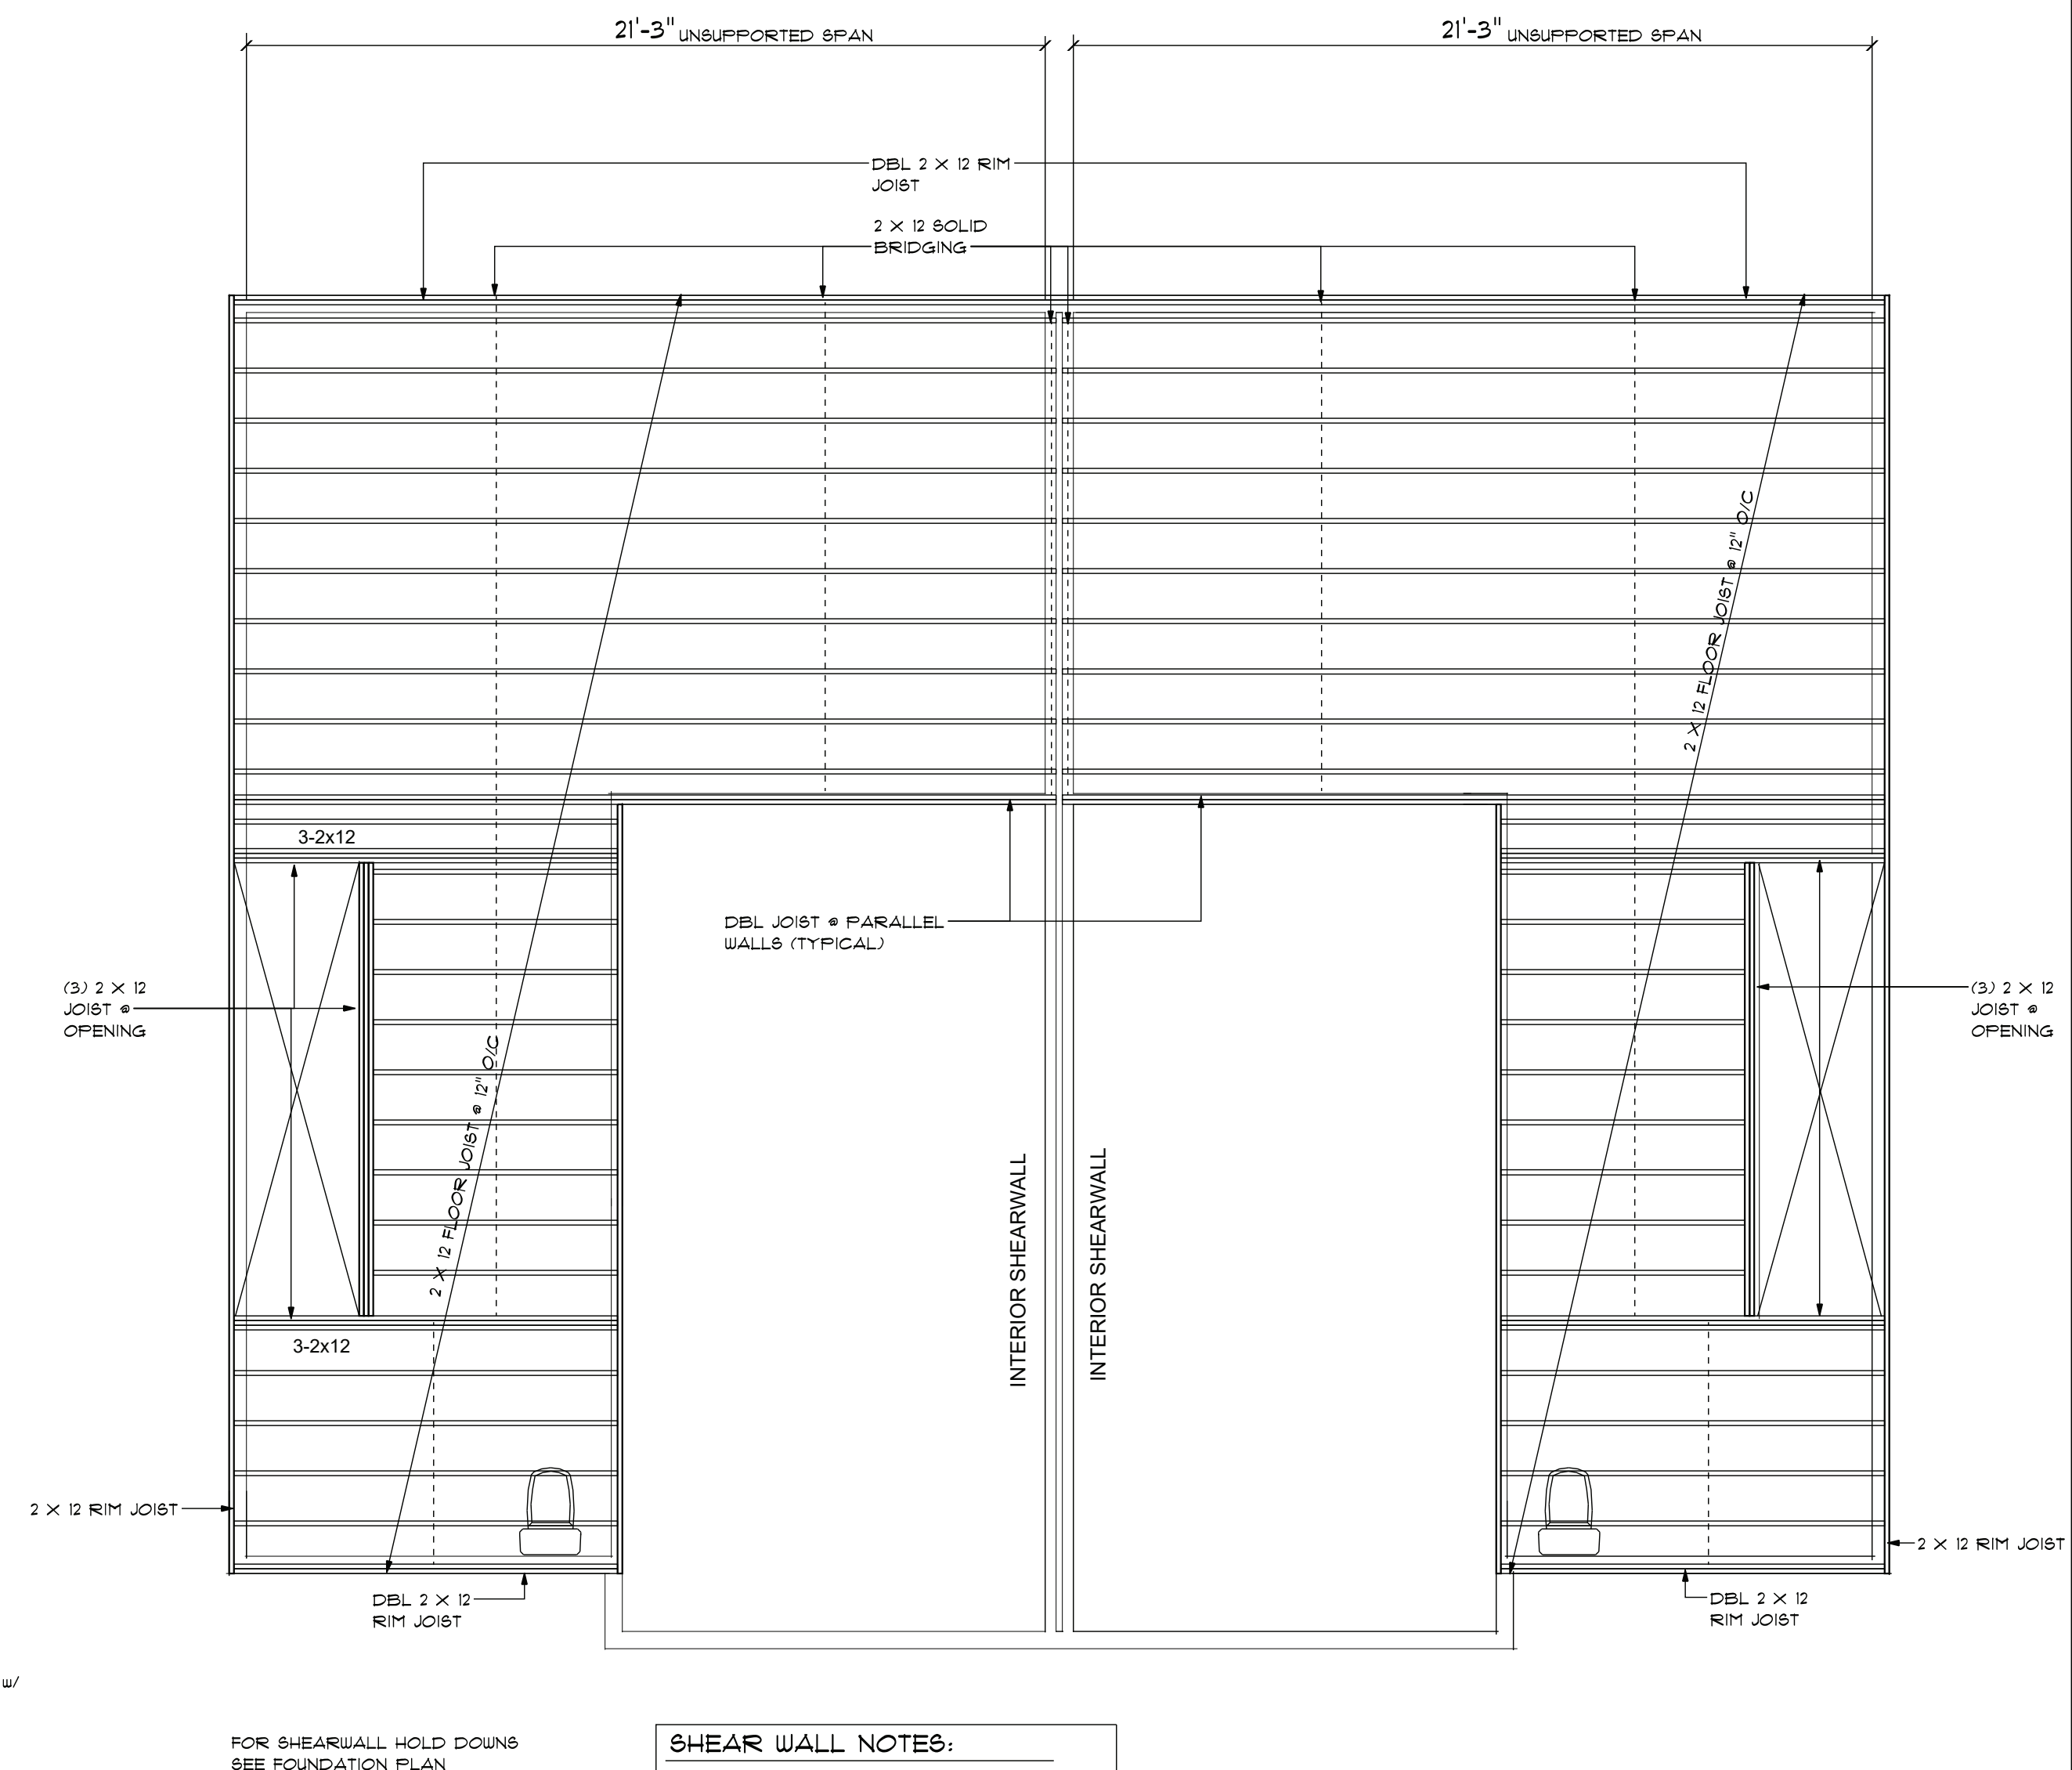 21'-3" UNSUPPORTED SPAN
21'-3" UNSUPPORTED SPAN
DBL 2 X 12 RIM
JOIST
2 X 12 SOLID
BRIDGING
2 X 12 FLOOR JOIST @ 12" O/C
3-2x12
DBL JOIST @ PARALLEL
WALLS (TYPICAL)
(3) 2 X 12
JOIST @
OPENING
(3) 2 X 12
JOIST @
OPENING
2 X 12 FLOOR JOIST @ 12" O/C
INTERIOR SHEARWALL
INTERIOR SHEARWALL
3-2x12
2 X 12 RIM JOIST
2 X 12 RIM JOIST
DBL 2 X 12
RIM JOIST
DBL 2 X 12
RIM JOIST
W/
FOR SHEARWALL HOLD DOWNS
SEE FOUNDATION PLAN
SHEAR WALL NOTES: